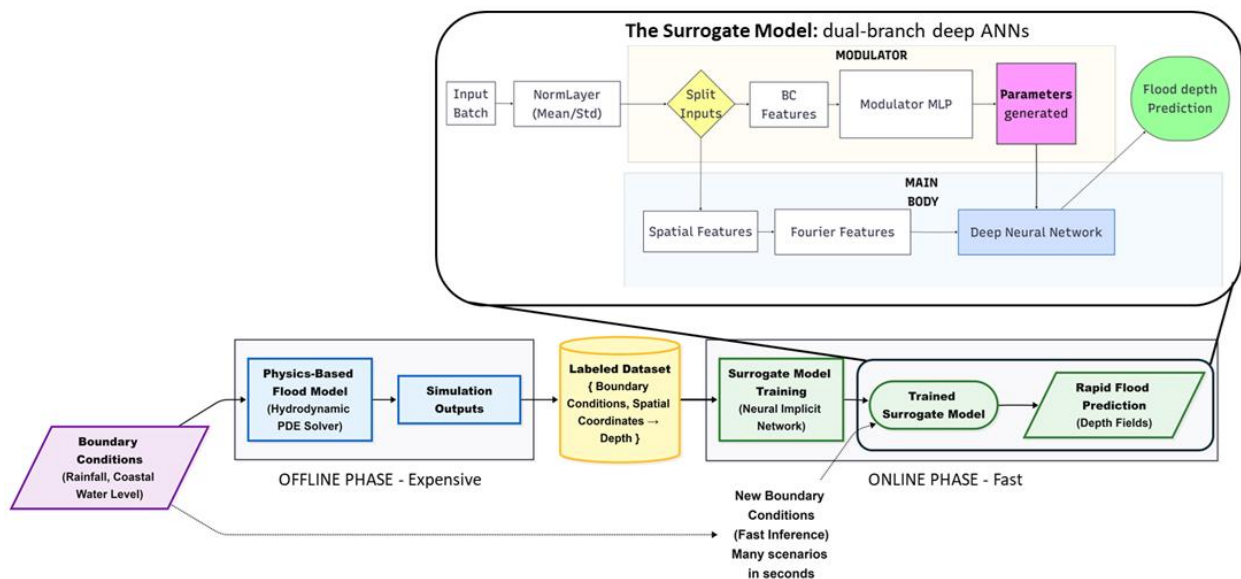 The Surrogate Model: dual-branch deep ANNs
MODULATOR
Input
Batch
NormLayer
(Mean/Std)
Split
Inputs
BC
Features
Modulator MLP
Parameters
generated
Flood depth
Prediction
MAIN
BODY
Spatial Features
Fourier Features
Deep Neural Network
Boundary
Conditions
(Rainfall, Coastal
Water Level)
Physics-Based
Flood Model
(Hydrodynamic
PDE Solver)
Simulation
Outputs
OFFLINE PHASE - Expensive
Labeled Dataset
{ Boundary
Conditions, Spatial
Coordinates →
Depth }
Surrogate Model
Training
(Neural Implicit
Network)
Trained
Surrogate Model
Rapid Flood
Prediction
(Depth Fields)
ONLINE PHASE - Fast
New Boundary
Conditions
(Fast Inference)
Many scenarios
in seconds